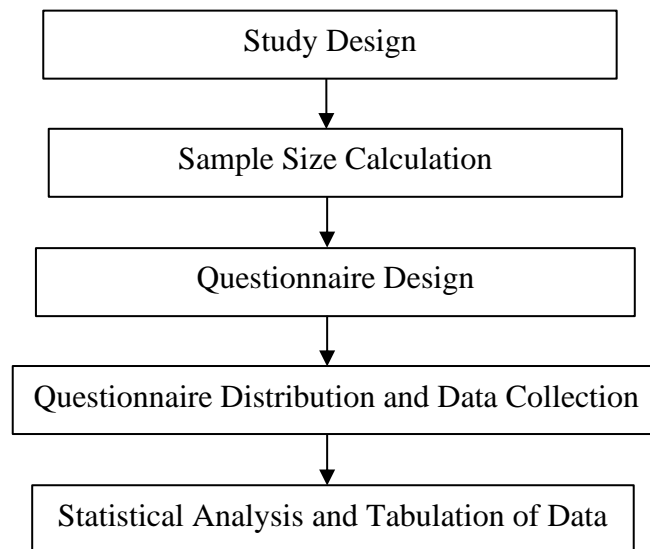 Study Design
Sample Size Calculation
Questionnaire Design
Questionnaire Distribution and Data Collection
Statistical Analysis and Tabulation of Data